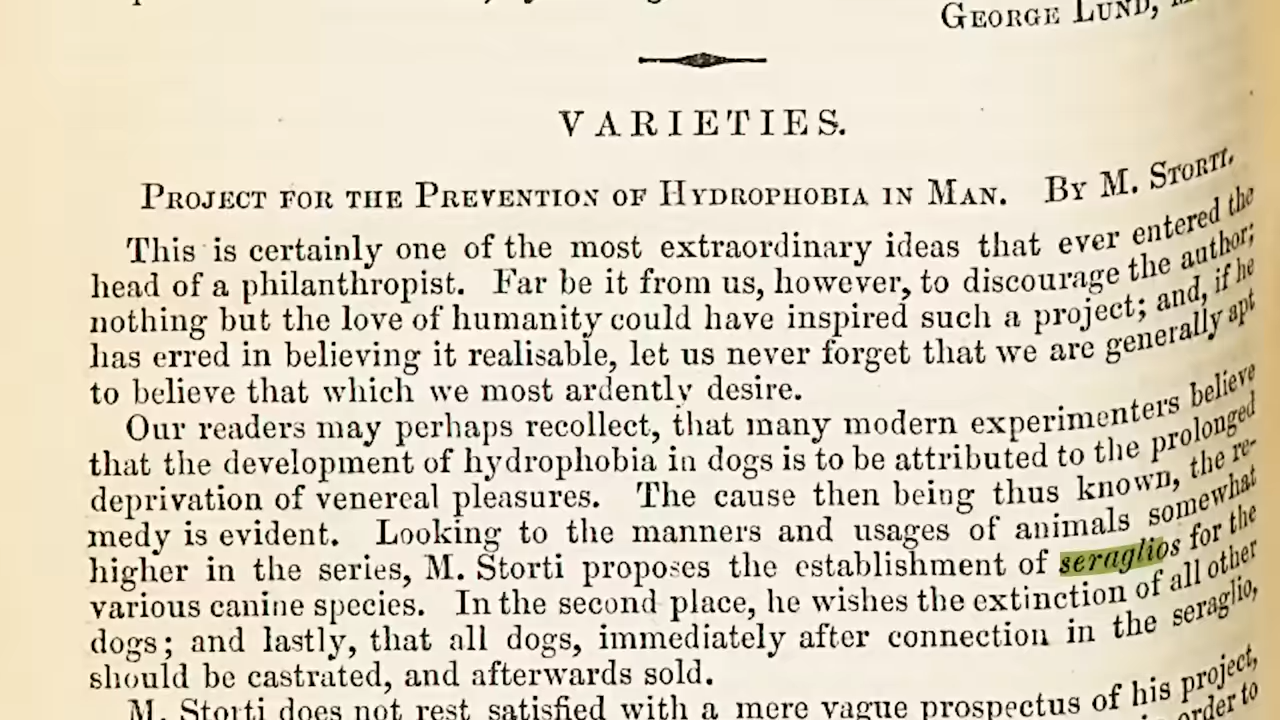 GEORGE LUND,
VARIETIES.
PROJECT FOR THE PREVENTION OF HYDROPHOBIA IN MAN. BY M. STORTI.
This is certainly one of the most extraordinary ideas that ever entered the
head of a philanthropist. Far be it from us, however, to discourage the author;
nothing but the love of humanity could have inspired such a project; and, if he
has erred in believing it realisable, let us never forget that we are generally apt
to believe that which we most ardently desire.
Our readers may perhaps recollect, that many modern experimenters believe
that the development of hydrophobia in dogs is to be attributed to the prolonged
deprivation of venereal pleasures. The cause then being thus known, the re-
medy is evident. Looking to the manners and usages of animals somewhat
higher in the series, M. Storti proposes the establishment of seraglios for the
various canine species. In the second place, he wishes the extinction of all other
dogs; and lastly, that all dogs, immediately after connection in the seraglio,
should be castrated, and afterwards sold.
M. Storti does not rest satisfied with a mere vague prospectus of his project,
order to